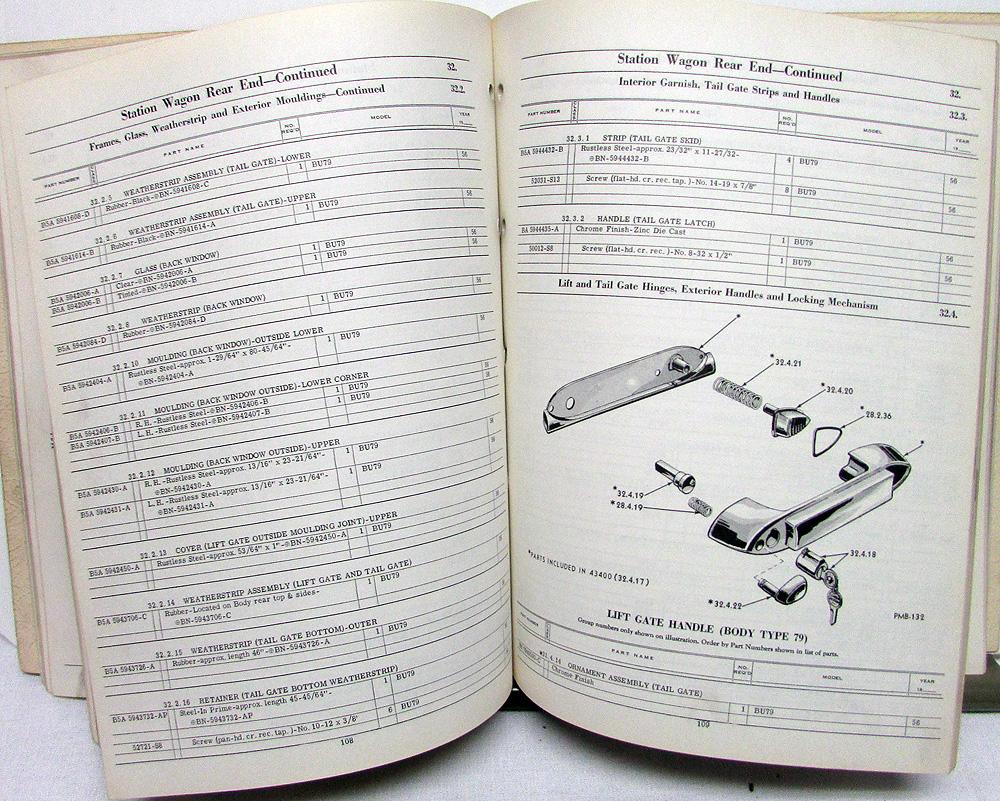 Station Wagon Rear End—Continued
32.
Frames, Glass, Weatherstrip and Exterior Mouldings—Continued
32.2.
PART NUMBER
PART NAME
NO. REQ'D
MODEL
YEAR
19
32.2.5 WEATHERSTRIP ASSEMBLY (TAIL GATE)-LOWER
B5A 5941608-D Rubber-Black-⊕BN-5941608-C 1 BU79 56
32.2.6 WEATHERSTRIP ASSEMBLY (TAIL GATE)-UPPER
B5A 5941614-B Rubber-Black-⊕BN-5941614-A 1 BU79 56
32.2.7 GLASS (BACK WINDOW)
B5A 5942006-A Clear-⊕BN-5942006-A 1 BU79 56
B5A 5942006-B Tinted-⊕BN-5942006-B
32.2.8 WEATHERSTRIP (BACK WINDOW)
B5A 5942084-D Rubber-⊕BN-5942084-D 1 BU79 56
32.2.10 MOULDING (BACK WINDOW)-OUTSIDE LOWER
B5A 5942404-A Rustless Steel-approx. 1-29/64" x 80-45/64"- 1 BU79 56
⊕BN-5942404-A
32.2.11 MOULDING (BACK WINDOW OUTSIDE)-LOWER CORNER
B5A 5942406-B R.H.-Rustless Steel-⊕BN-5942406-B 1 BU79
B5A 5942407-B L.H.-Rustless Steel-⊕BN-5942407-B 1 BU79
32.2.12 MOULDING (BACK WINDOW OUTSIDE)-UPPER
B5A 5942430-A R.H.-Rustless Steel-approx. 13/16" x 23-21/64"- 1 BU79
⊕BN-5942430-A
B5A 5942431-A L.H.-Rustless Steel-approx. 13/16" x 23-21/64"- 1 BU79
⊕BN-5942431-A
32.2.13 COVER (LIFT GATE OUTSIDE MOULDING JOINT)-UPPER
B5A 5942450-A Rustless Steel-approx. 53/64" x 1"-⊕BN-5942450-A 1 BU79
32.2.14 WEATHERSTRIP ASSEMBLY (LIFT GATE AND TAIL GATE)
B5A 5943706-C Rubber-Located on Body rear top & sides- 1 BU79
⊕BN-5943706-C
32.2.15 WEATHERSTRIP (TAIL GATE BOTTOM)-OUTER
B5A 5943726-A Rubber-approx. length 46"-⊕BN-5943726-A 1 BU79
32.2.16 RETAINER (TAIL GATE BOTTOM WEATHERSTRIP)
B5A 5943732-AP Steel-In Prime-approx. length 45-45/64"- 1 BU79
⊕BN-5943732-AP
52721-S8 Screw (pan-hd. cr. rec. tap.)-No. 10-12 x 3/8" 6 BU79
108
Station Wagon Rear End—Continued
32.
Interior Garnish, Tail Gate Strips and Handles
32.3.
PART NUMBER
PART NAME
NO. REQ'D
MODEL
YEAR
19
32.3.1 STRIP (TAIL GATE SKID)
B5A 5944432-B Rustless Steel-approx. 23/32" x 11-27/32- 4 BU79 56
⊕BN-5944432-B
52051-S13 Screw (flat-hd. cr. rec. tap.)-No. 14-19 x 7/8" 8 BU79 56
32.3.2 HANDLE (TAIL GATE LATCH)
BA 5944435-A Chrome Finish-Zinc Die Cast 1 BU79 56
50012-S8 Screw (flat-hd. cr. rec.)-No. 8-32 x 1/2" 1 BU79 56
Lift and Tail Gate Hinges, Exterior Handles and Locking Mechanism
32.4.
*
*32.4.21
*32.4.20
*28.2.36
*
*32.4.19
*28.4.19
32.4.18
*32.4.22
*PARTS INCLUDED IN 43400 (32.4.17)
PMB-132
LIFT GATE HANDLE (BODY TYPE 79)
Group numbers only shown on illustration. Order by Part Numbers shown in list of parts.
PART NUMBER
PART NAME
NO. REQ'D
MODEL
YEAR
19
ORNAMENT ASSEMBLY (TAIL GATE)
Chrome Finish 1 BU79 56
109